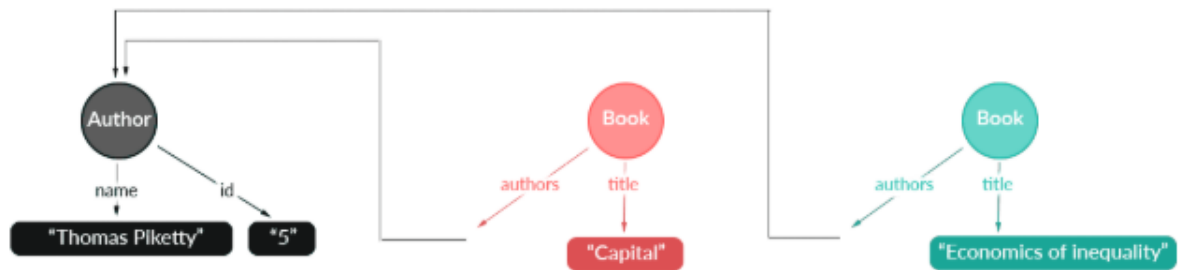 Author
Book
Book
name
id
authors
title
authors
title
"Thomas PIketty"
"5"
"Capital"
"Economics of inequality"